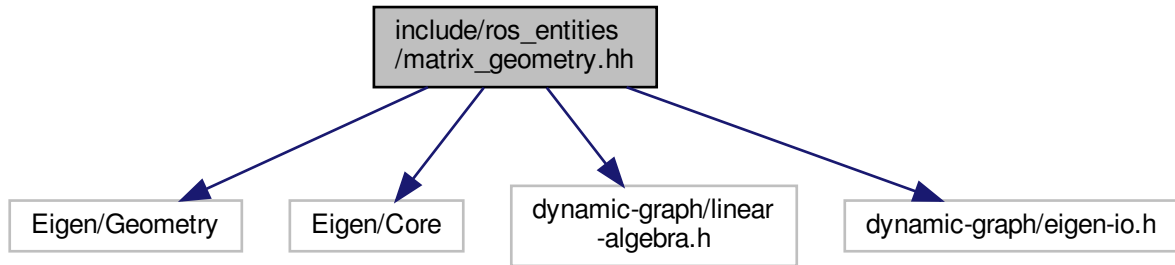 include/ros_entities
/matrix_geometry.hh
Eigen/Geometry
Eigen/Core
dynamic-graph/linear
-algebra.h
dynamic-graph/eigen-io.h